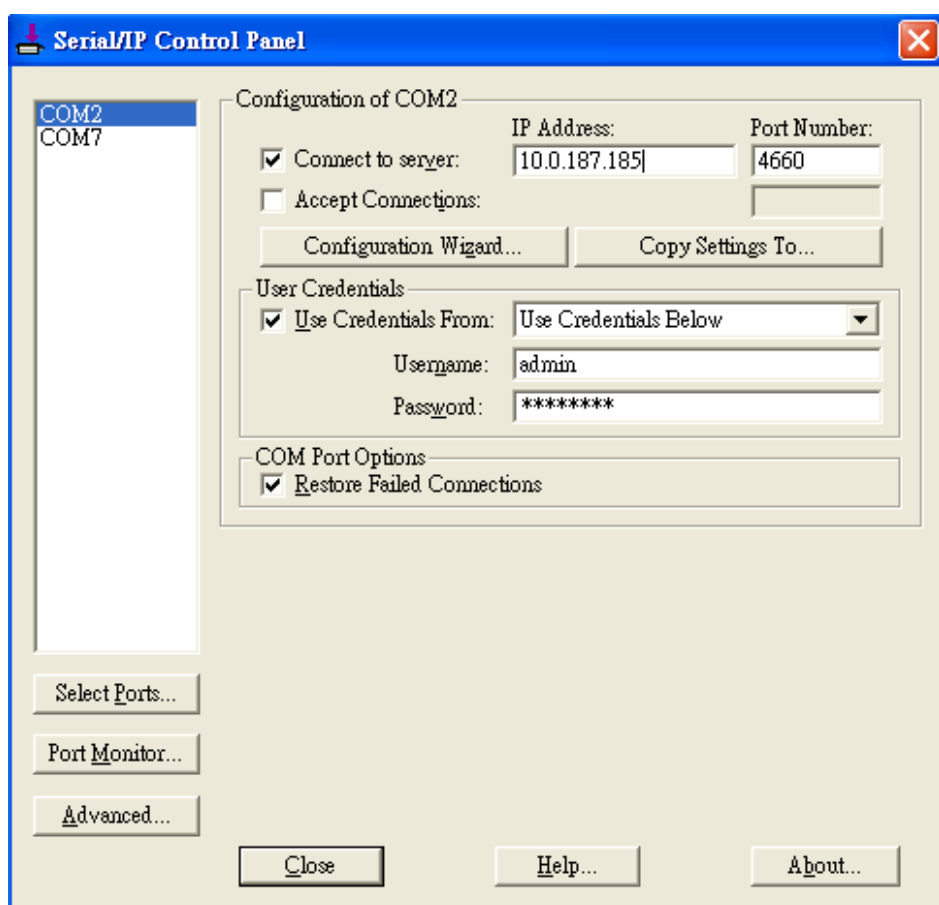 Serial/IP Control Panel
COM2
COM7
Configuration of COM2
IP Address: Port Number:
Connect to server: 10.0.187.185 4660
Accept Connections:
Configuration Wizard... Copy Settings To...
User Credentials
Use Credentials From: Use Credentials Below
Username: admin
Password: ********
COM Port Options
Restore Failed Connections
Select Ports...
Port Monitor...
Advanced...
Close Help... About...